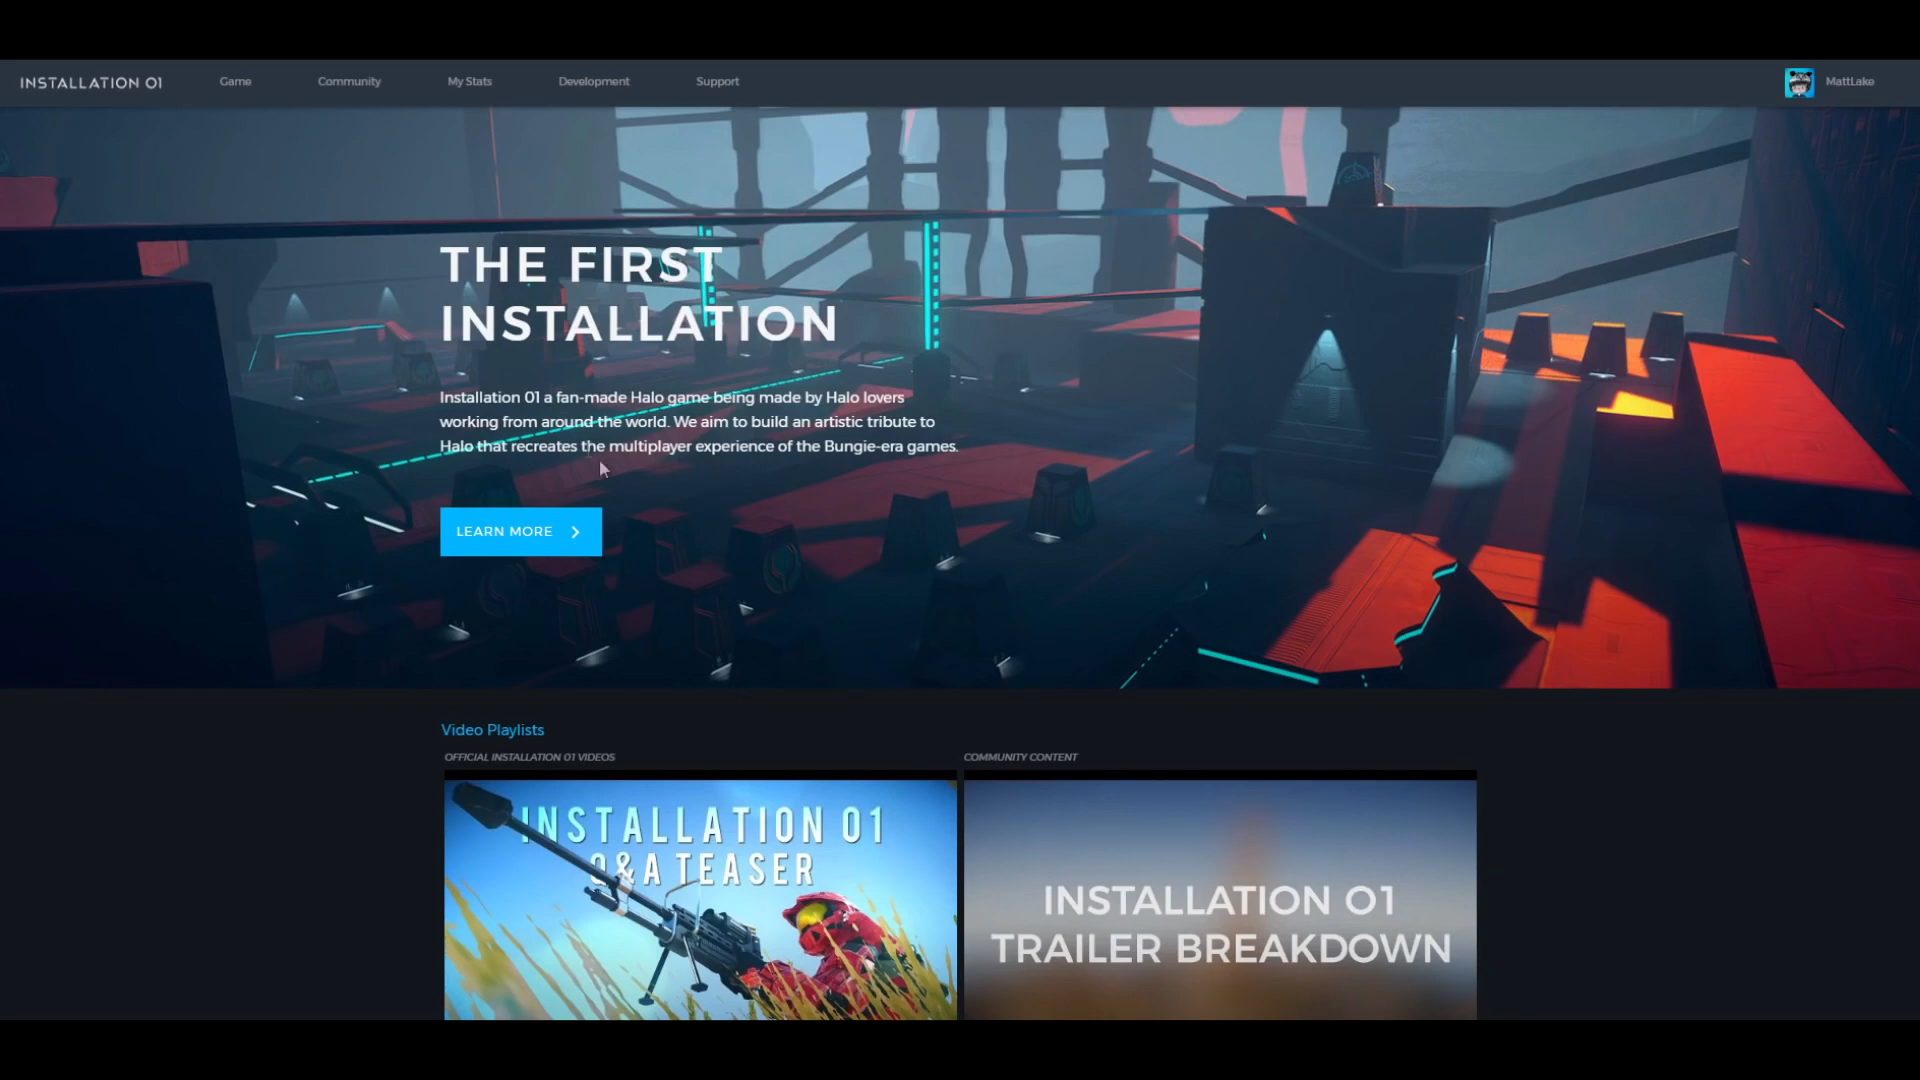 INSTALLATION 01
Game
Community
My Stats
Development
Support
MattLake
THE FIRST
INSTALLATION
Installation 01 a fan-made Halo game being made by Halo lovers
working from around the world. We aim to build an artistic tribute to
Halo that recreates the multiplayer experience of the Bungie-era games.
LEARN MORE
Video Playlists
OFFICIAL INSTALLATION 01 VIDEOS
COMMUNITY CONTENT
INSTALLATION 01
Q&A TEASER
INSTALLATION 01
TRAILER BREAKDOWN